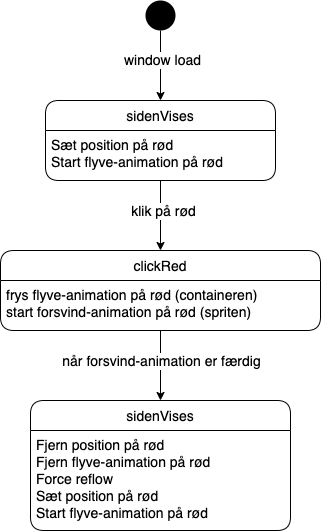 window load
sidenVises
Sæt position på rød
Start flyve-animation på rød
klik på rød
clickRed
frys flyve-animation på rød (containeren)
start forsvind-animation på rød (spriten)
når forsvind-animation er færdig
sidenVises
Fjern position på rød
Fjern flyve-animation på rød
Force reflow
Sæt position på rød
Start flyve-animation på rød